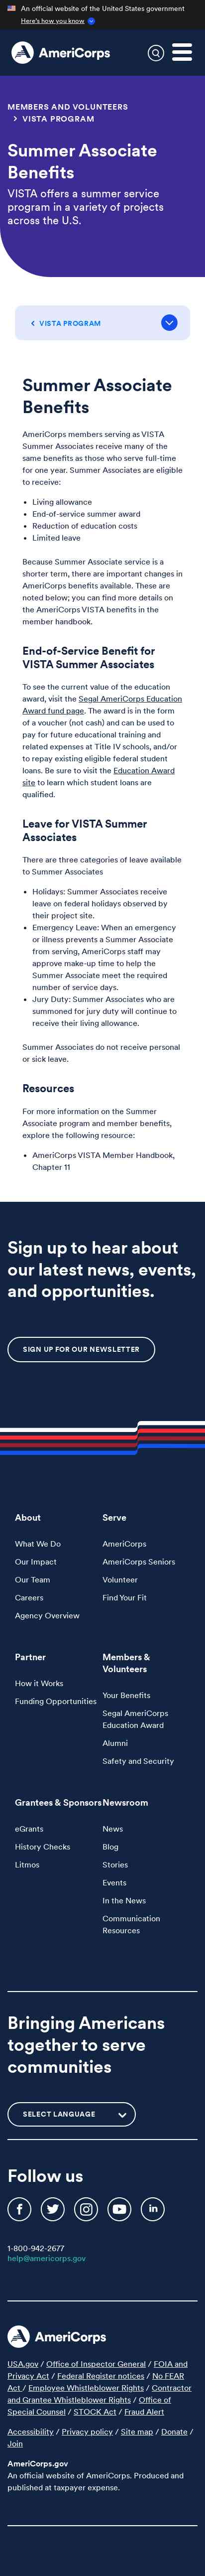 An official website of the United States government
Here's how you know
AmeriCorps
MEMBERS AND VOLUNTEERS
VISTA PROGRAM
Summer Associate
Benefits
VISTA offers a summer service
program in a variety of projects
across the U.S.
VISTA PROGRAM
Summer Associate
Benefits
AmeriCorps members serving as VISTA
Summer Associates receive many of the
same benefits as those who serve full-time
for one year. Summer Associates are eligible
to receive:
• Living allowance
• End-of-service summer award
• Reduction of education costs
• Limited leave
Because Summer Associate service is a
shorter term, there are important changes in
AmeriCorps benefits available. These are
noted below; you can find more details on
the AmeriCorps VISTA benefits in the
member handbook.
End-of-Service Benefit for
VISTA Summer Associates
To see the current value of the education
award, visit the Segal AmeriCorps Education
Award fund page. The award is in the form
of a voucher (not cash) and can be used to
pay for future educational training and
related expenses at Title IV schools, and/or
to repay existing eligible federal student
loans. Be sure to visit the Education Award
site to learn which student loans are
qualified.
Leave for VISTA Summer
Associates
There are three categories of leave available
to Summer Associates
• Holidays: Summer Associates receive
leave on federal holidays observed by
their project site.
• Emergency Leave: When an emergency
or illness prevents a Summer Associate
from serving, AmeriCorps staff may
approve make-up time to help the
Summer Associate meet the required
number of service days.
• Jury Duty: Summer Associates who are
summoned for jury duty will continue to
receive their living allowance.
Summer Associates do not receive personal
or sick leave.
Resources
For more information on the Summer
Associate program and member benefits,
explore the following resource:
• AmeriCorps VISTA Member Handbook,
Chapter 11
Sign up to hear about
our latest news, events,
and opportunities.
SIGN UP FOR OUR NEWSLETTER
About
What We Do
Our Impact
Our Team
Careers
Agency Overview
Serve
AmeriCorps
AmeriCorps Seniors
Volunteer
Find Your Fit
Partner
How it Works
Funding Opportunities
Members &
Volunteers
Your Benefits
Segal AmeriCorps
Education Award
Alumni
Safety and Security
Grantees & Sponsors
eGrants
History Checks
Litmos
Newsroom
News
Blog
Stories
Events
In the News
Communication
Resources
Bringing Americans
together to serve
communities
SELECT LANGUAGE
Follow us
1-800-942-2677
help@americorps.gov
AmeriCorps
USA.gov / Office of Inspector General / FOIA and
Privacy Act / Federal Register notices / No FEAR
Act / Employee Whistleblower Rights / Contractor
and Grantee Whistleblower Rights / Office of
Special Counsel / STOCK Act / Fraud Alert
Accessibility / Privacy policy / Site map / Donate /
Join
AmeriCorps.gov
An official website of AmeriCorps. Produced and
published at taxpayer expense.